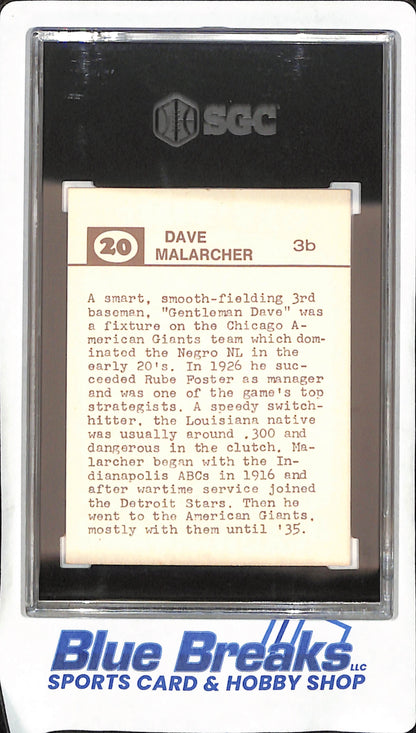 SGC
20
DAVE
MALARCHER
3b
A smart, smooth-fielding 3rd
baseman, "Gentleman Dave" was
a fixture on the Chicago A-
merican Giants team which dom-
inated the Negro NL in the
early 20's. In 1926 he suc-
ceeded Rube Foster as manager
and was one of the game's top
strategists. A speedy switch-
hitter, the Louisiana native
was usually around .300 and
dangerous in the clutch. Ma-
larcher began with the In-
dianapolis ABCs in 1916 and
after wartime service joined
the Detroit Stars. Then he
went to the American Giants,
mostly with them until '35.
Blue Breaks LLC
SPORTS CARD & HOBBY SHOP